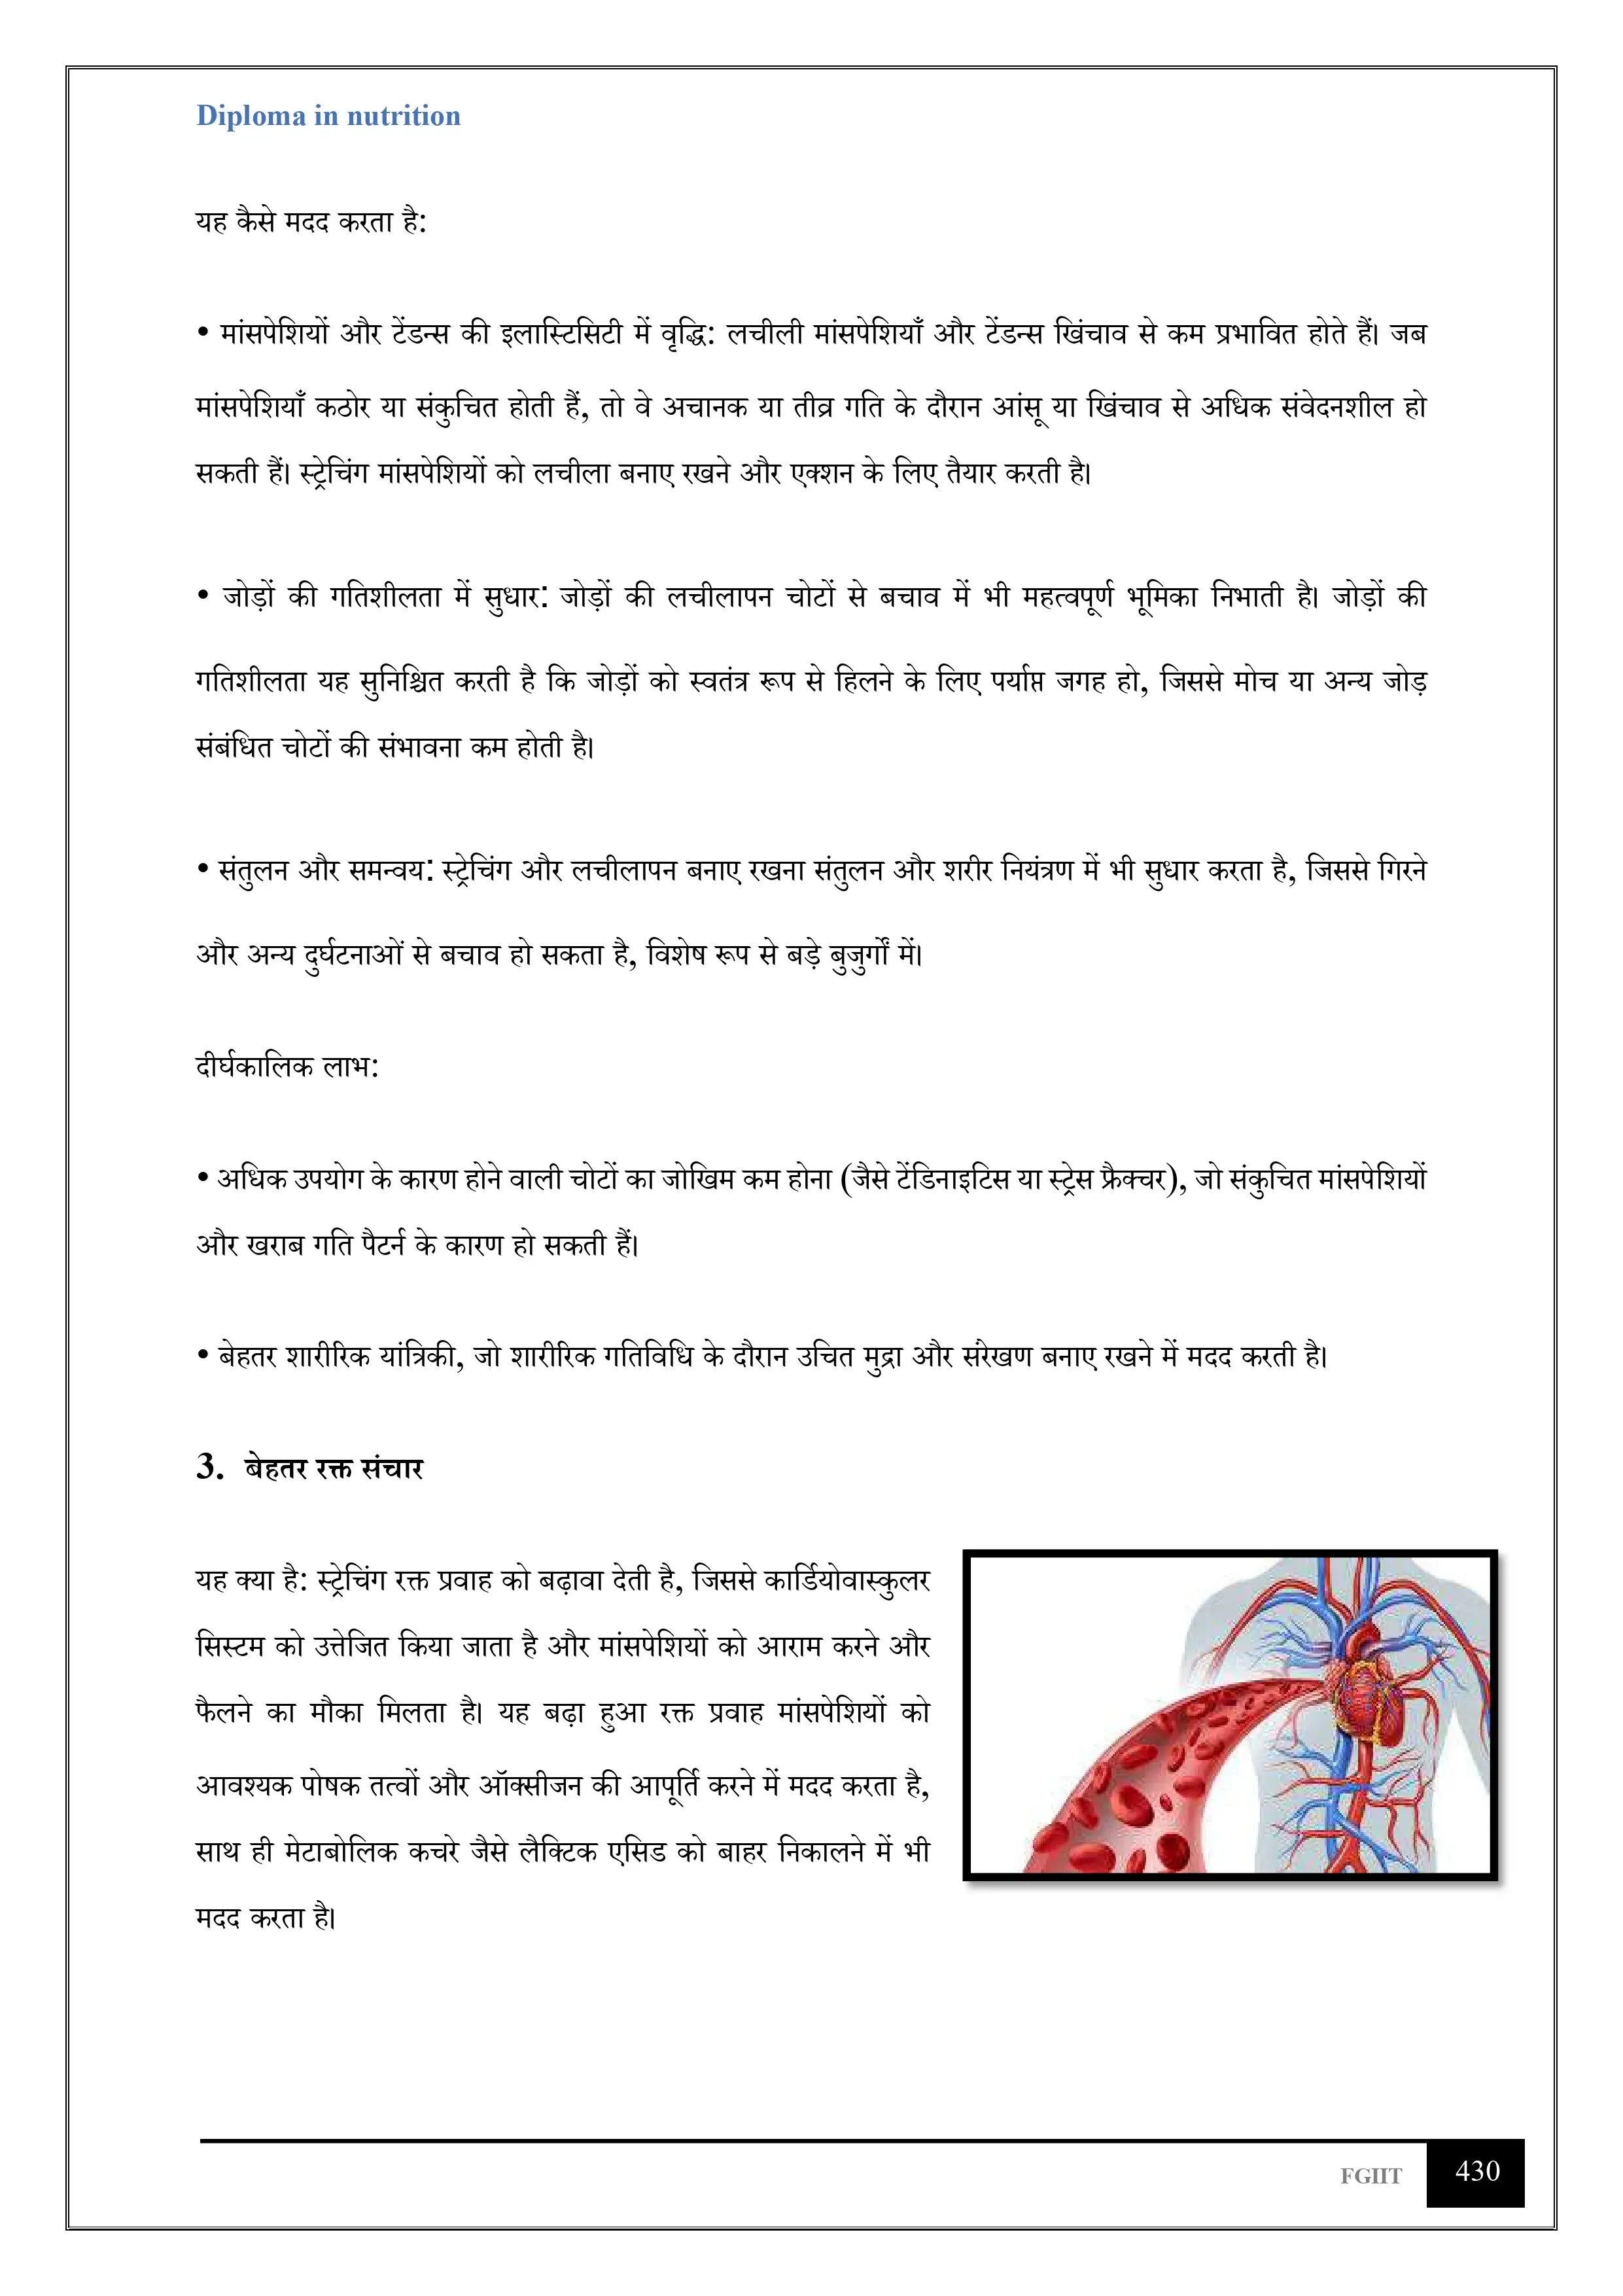 Diploma in nutrition
यह कैसे मदद करता है:
• मांसपेशियों और टेंडन्स की इलास्टिसिटी में वृद्धि: लचीली मांसपेशियाँ और टेंडन्स खिंचाव से कम प्रभावित होते हैं। जब
मांसपेशियाँ कठोर या संकुचित होती हैं, तो वे अचानक या तीव्र गति के दौरान आंसू या खिंचाव से अधिक संवेदनशील हो
सकती हैं। स्ट्रेचिंग मांसपेशियों को लचीला बनाए रखने और एक्शन के लिए तैयार करती है।
• जोड़ों की गतिशीलता में सुधार: जोड़ों की लचीलापन चोटों से बचाव में भी महत्वपूर्ण भूमिका निभाती है। जोड़ों की
गतिशीलता यह सुनिश्चित करती है कि जोड़ों को स्वतंत्र रूप से हिलने के लिए पर्याप्त जगह हो, जिससे मोच या अन्य जोड़
संबंधित चोटों की संभावना कम होती है।
• संतुलन और समन्वय: स्ट्रेचिंग और लचीलापन बनाए रखना संतुलन और शरीर नियंत्रण में भी सुधार करता है, जिससे गिरने
और अन्य दुर्घटनाओं से बचाव हो सकता है, विशेष रूप से बड़े बुजुर्गों में।
दीर्घकालिक लाभ:
• अधिक उपयोग के कारण होने वाली चोटों का जोखिम कम होना (जैसे टेंडिनाइटिस या स्ट्रेस फ्रैक्चर), जो संकुचित मांसपेशियों
और खराब गति पैटर्न के कारण हो सकती हैं।
• बेहतर शारीरिक यांत्रिकी, जो शारीरिक गतिविधि के दौरान उचित मुद्रा और संरेखण बनाए रखने में मदद करती है।
3. बेहतर रक्त संचार
यह क्या है: स्ट्रेचिंग रक्त प्रवाह को बढ़ावा देती है, जिससे कार्डियोवास्कुलर
सिस्टम को उत्तेजित किया जाता है और मांसपेशियों को आराम करने और
फैलने का मौका मिलता है। यह बढ़ा हुआ रक्त प्रवाह मांसपेशियों को
आवश्यक पोषक तत्वों और ऑक्सीजन की आपूर्ति करने में मदद करता है,
साथ ही मेटाबोलिक कचरे जैसे लैक्टिक एसिड को बाहर निकालने में भी
मदद करता है।
FGIIT 430